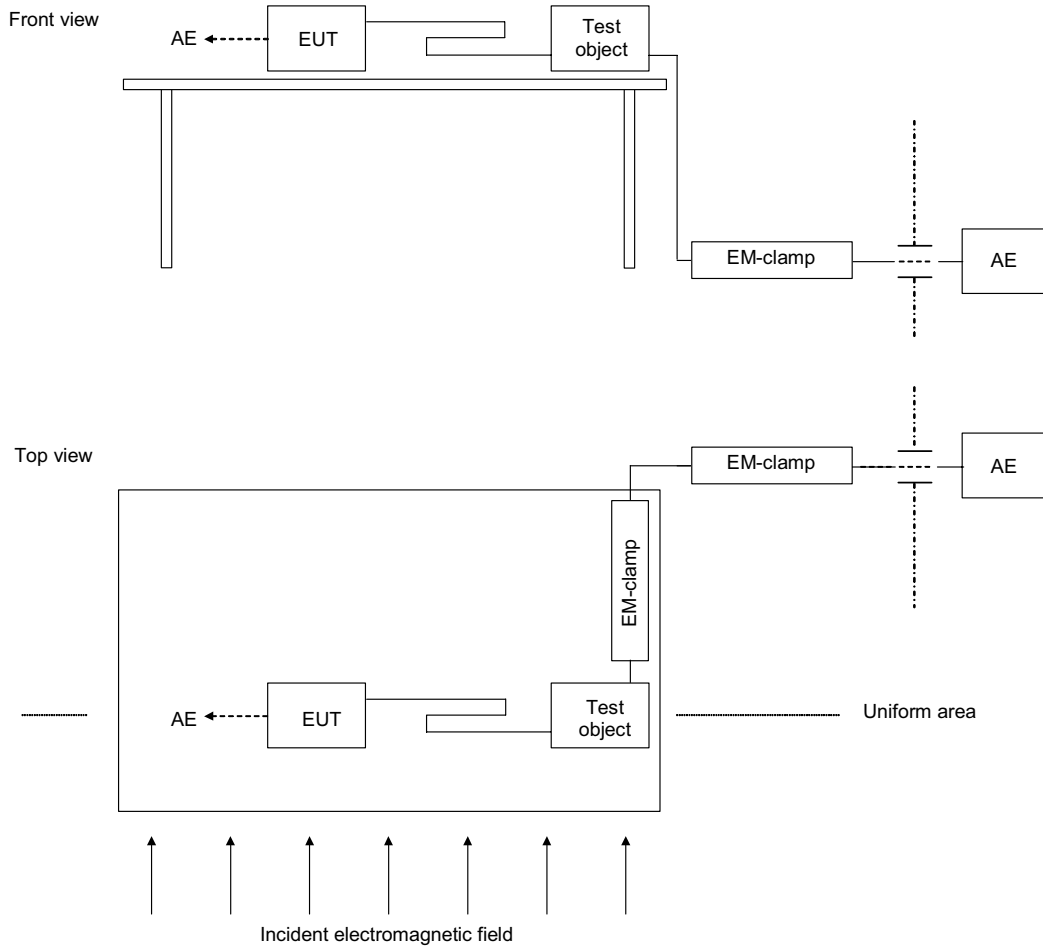 Front view
AE
EUT
Test
object
EM-clamp
AE
Top view
EM-clamp
AE
EM-clamp
AE
EUT
Test
object
Uniform area
Incident electromagnetic field